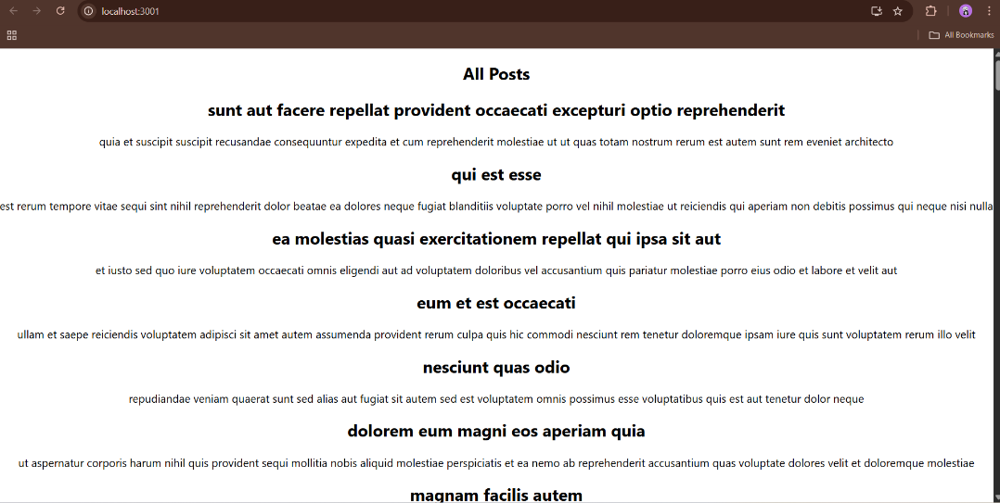 localhost:3001
All Bookmarks
All Posts
sunt aut facere repellat provident occaecati excepturi optio reprehenderit
quia et suscipit suscipit recusandae consequuntur expedita et cum reprehenderit molestiae ut ut quas totam nostrum rerum est autem sunt rem eveniet architecto
qui est esse
est rerum tempore vitae sequi sint nihil reprehenderit dolor beatae ea dolores neque fugiat blanditiis voluptate porro vel nihil molestiae ut reiciendis qui aperiam non debitis possimus qui neque nisi nulla
ea molestias quasi exercitationem repellat qui ipsa sit aut
et iusto sed quo iure voluptatem occaecati omnis eligendi aut ad voluptatem doloribus vel accusantium quis pariatur molestiae porro eius odio et labore et velit aut
eum et est occaecati
ullam et saepe reiciendis voluptatem adipisci sit amet autem assumenda provident rerum culpa quis hic commodi nesciunt rem tenetur doloremque ipsam iure quis sunt voluptatem rerum illo velit
nesciunt quas odio
repudiandae veniam quaerat sunt sed alias aut fugiat sit autem sed est voluptatem omnis possimus esse voluptatibus quis est aut tenetur dolor neque
dolorem eum magni eos aperiam quia
ut aspernatur corporis harum nihil quis provident sequi mollitia nobis aliquid molestiae perspiciatis et ea nemo ab reprehenderit accusantium quas voluptate dolores velit et doloremque molestiae
magnam facilis autem